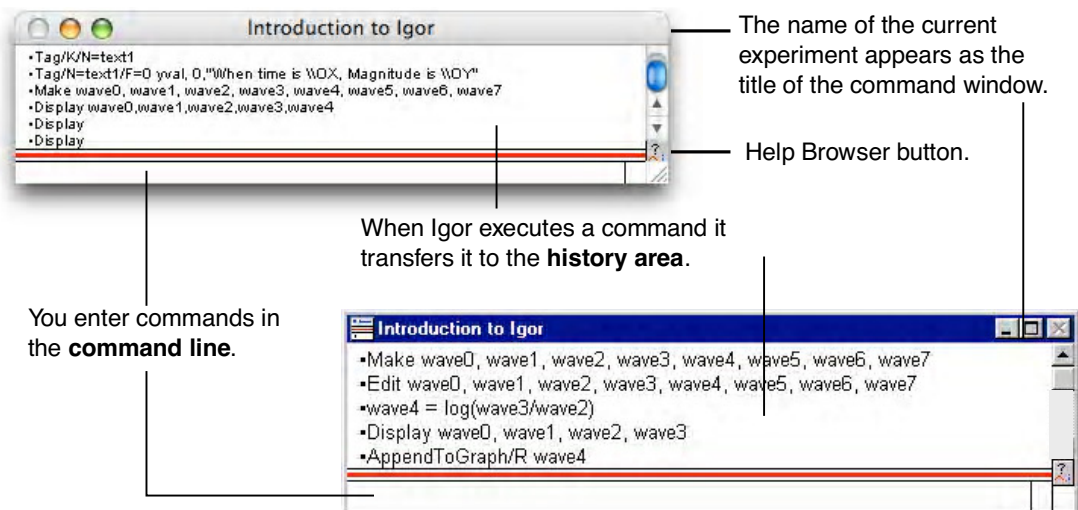 Introduction to Igor
•Tag/K/N=text1
•Tag/N=text1/F=0 yval, 0,"When time is \\OX, Magnitude is \\OY"
•Make wave0, wave1, wave2, wave3, wave4, wave5, wave6, wave7
•Display wave0,wave1,wave2,wave3,wave4
•Display
•Display
The name of the current
experiment appears as the
title of the command window.
Help Browser button.
When Igor executes a command it
transfers it to the history area.
You enter commands in
the command line.
Introduction to Igor
•Make wave0, wave1, wave2, wave3, wave4, wave5, wave6, wave7
•Edit wave0, wave1, wave2, wave3, wave4, wave5, wave6, wave7
•wave4 = log(wave3/wave2)
•Display wave0, wave1, wave2, wave3
•AppendToGraph/R wave4